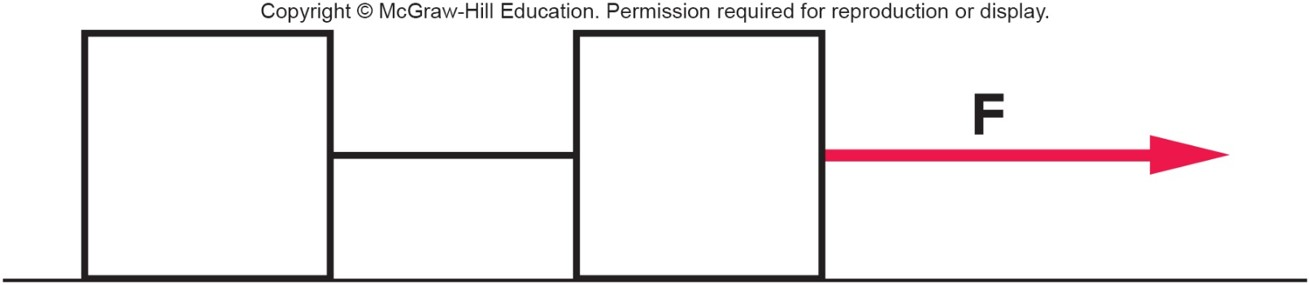 Copyright © McGraw-Hill Education. Permission required for reproduction or display.
F